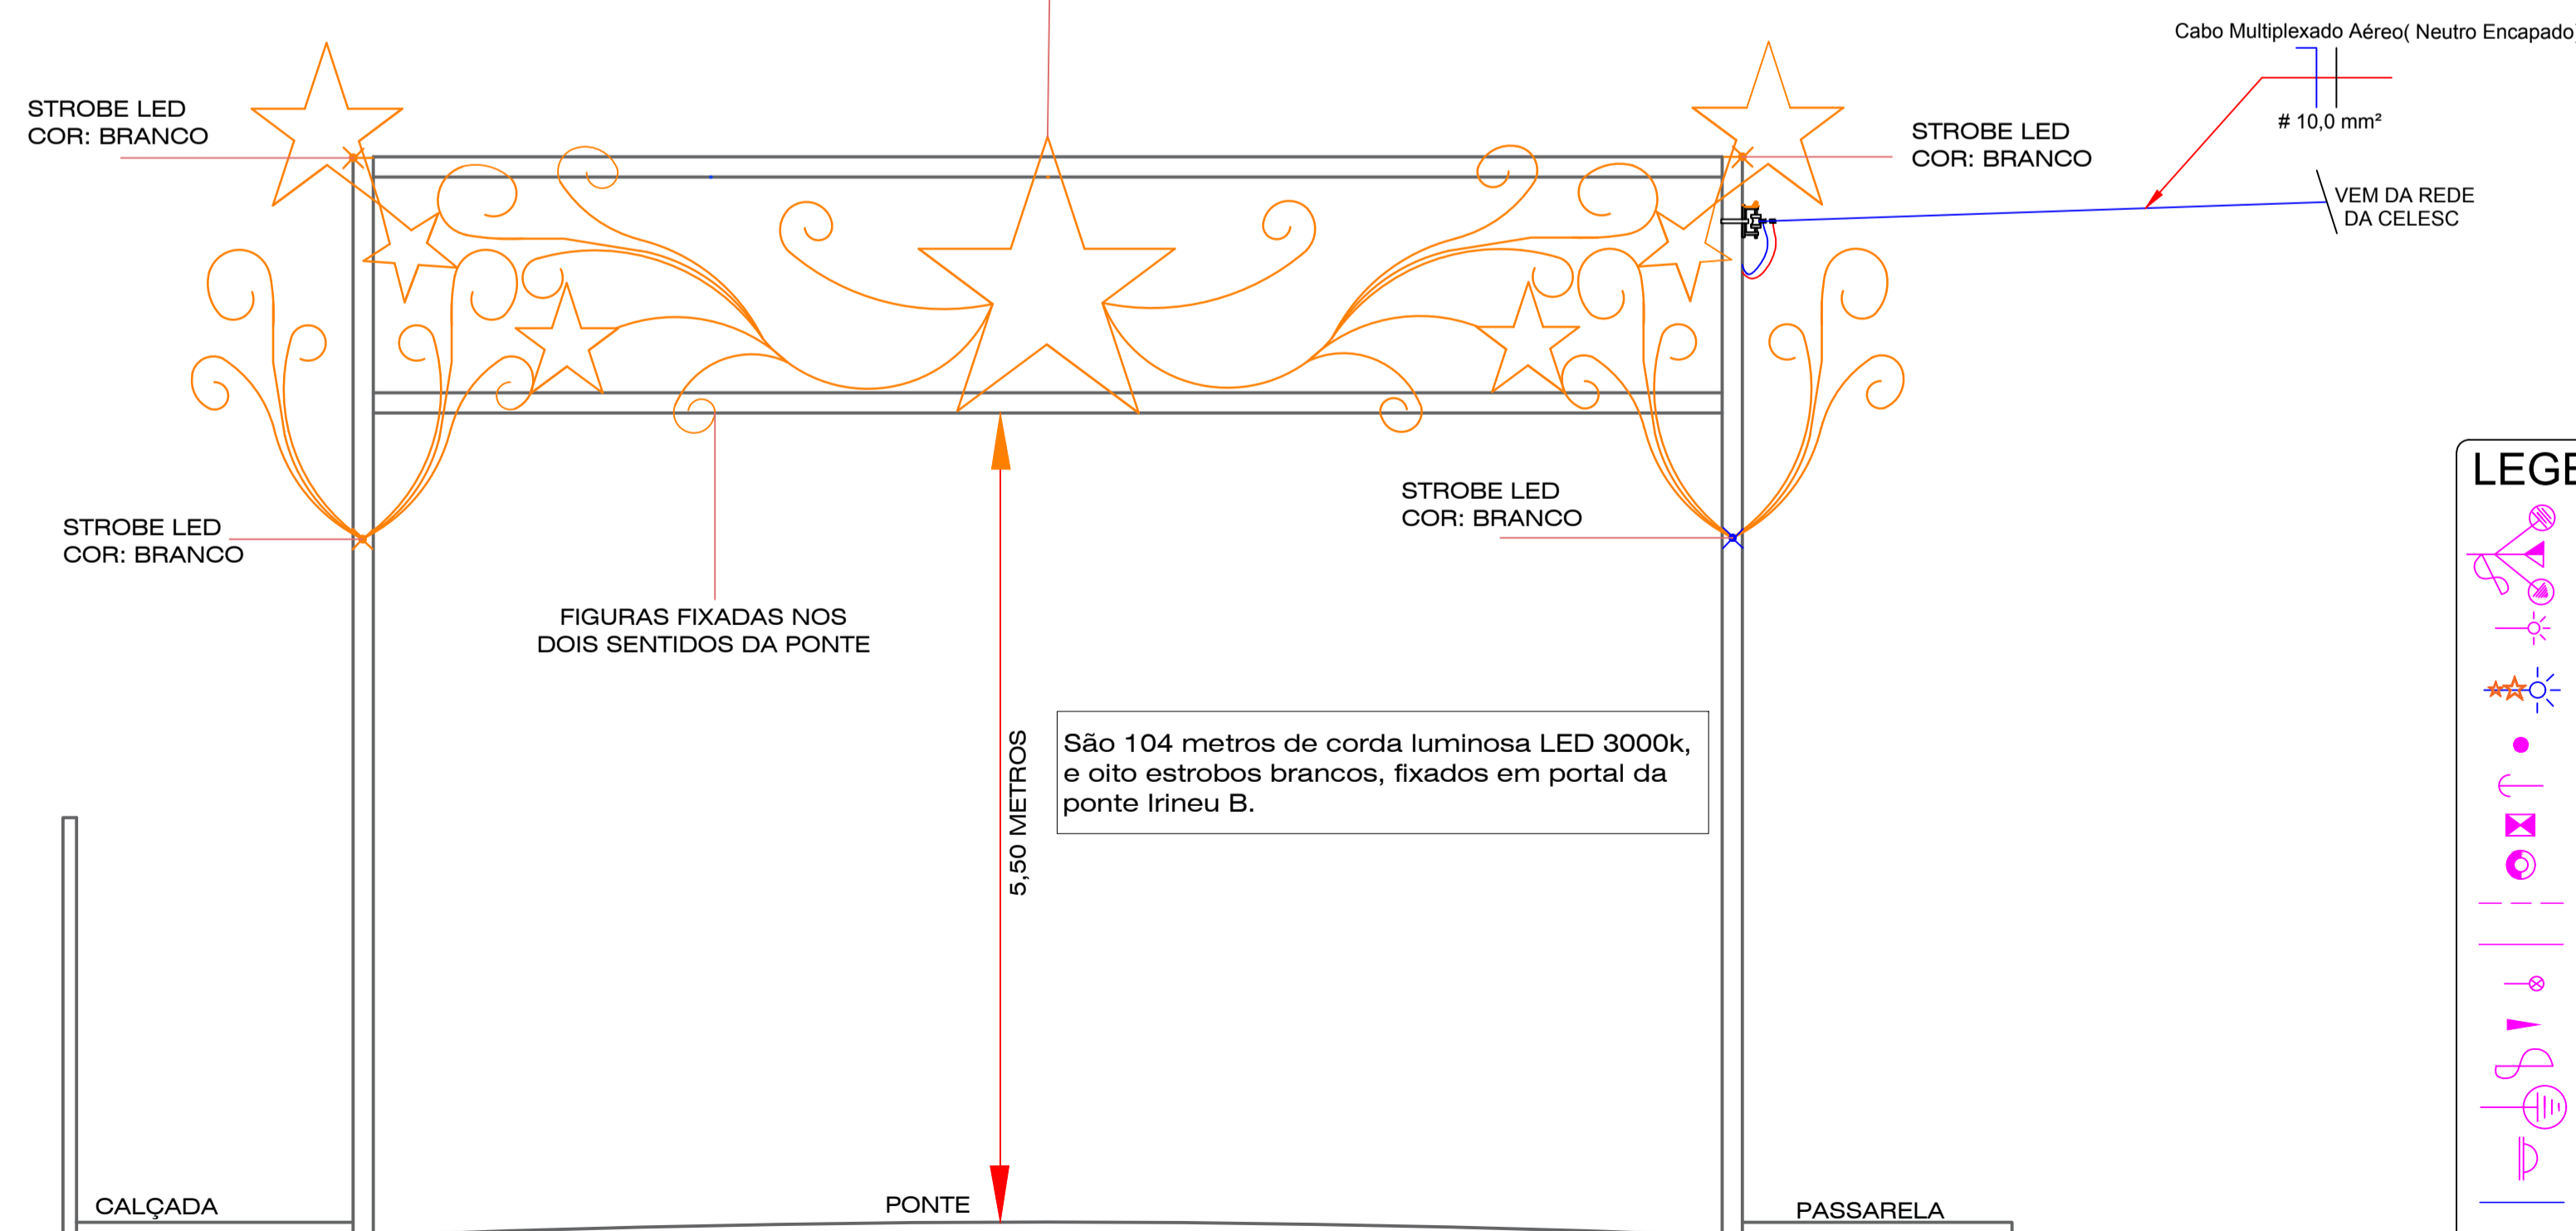 Cabo Multiplexado Aéreo( Neutro Encapado)
# 10,0 mm²
STROBE LED
COR: BRANCO
STROBE LED
COR: BRANCO
VEM DA REDE
DA CELESC
STROBE LED
COR: BRANCO
STROBE LED
COR: BRANCO
LEGE
FIGURAS FIXADAS NOS
DOIS SENTIDOS DA PONTE
5,50 METROS
São 104 metros de corda luminosa LED 3000k,
e oito estrobos brancos, fixados em portal da
ponte Irineu B.
CALÇADA
PONTE
PASSARELA